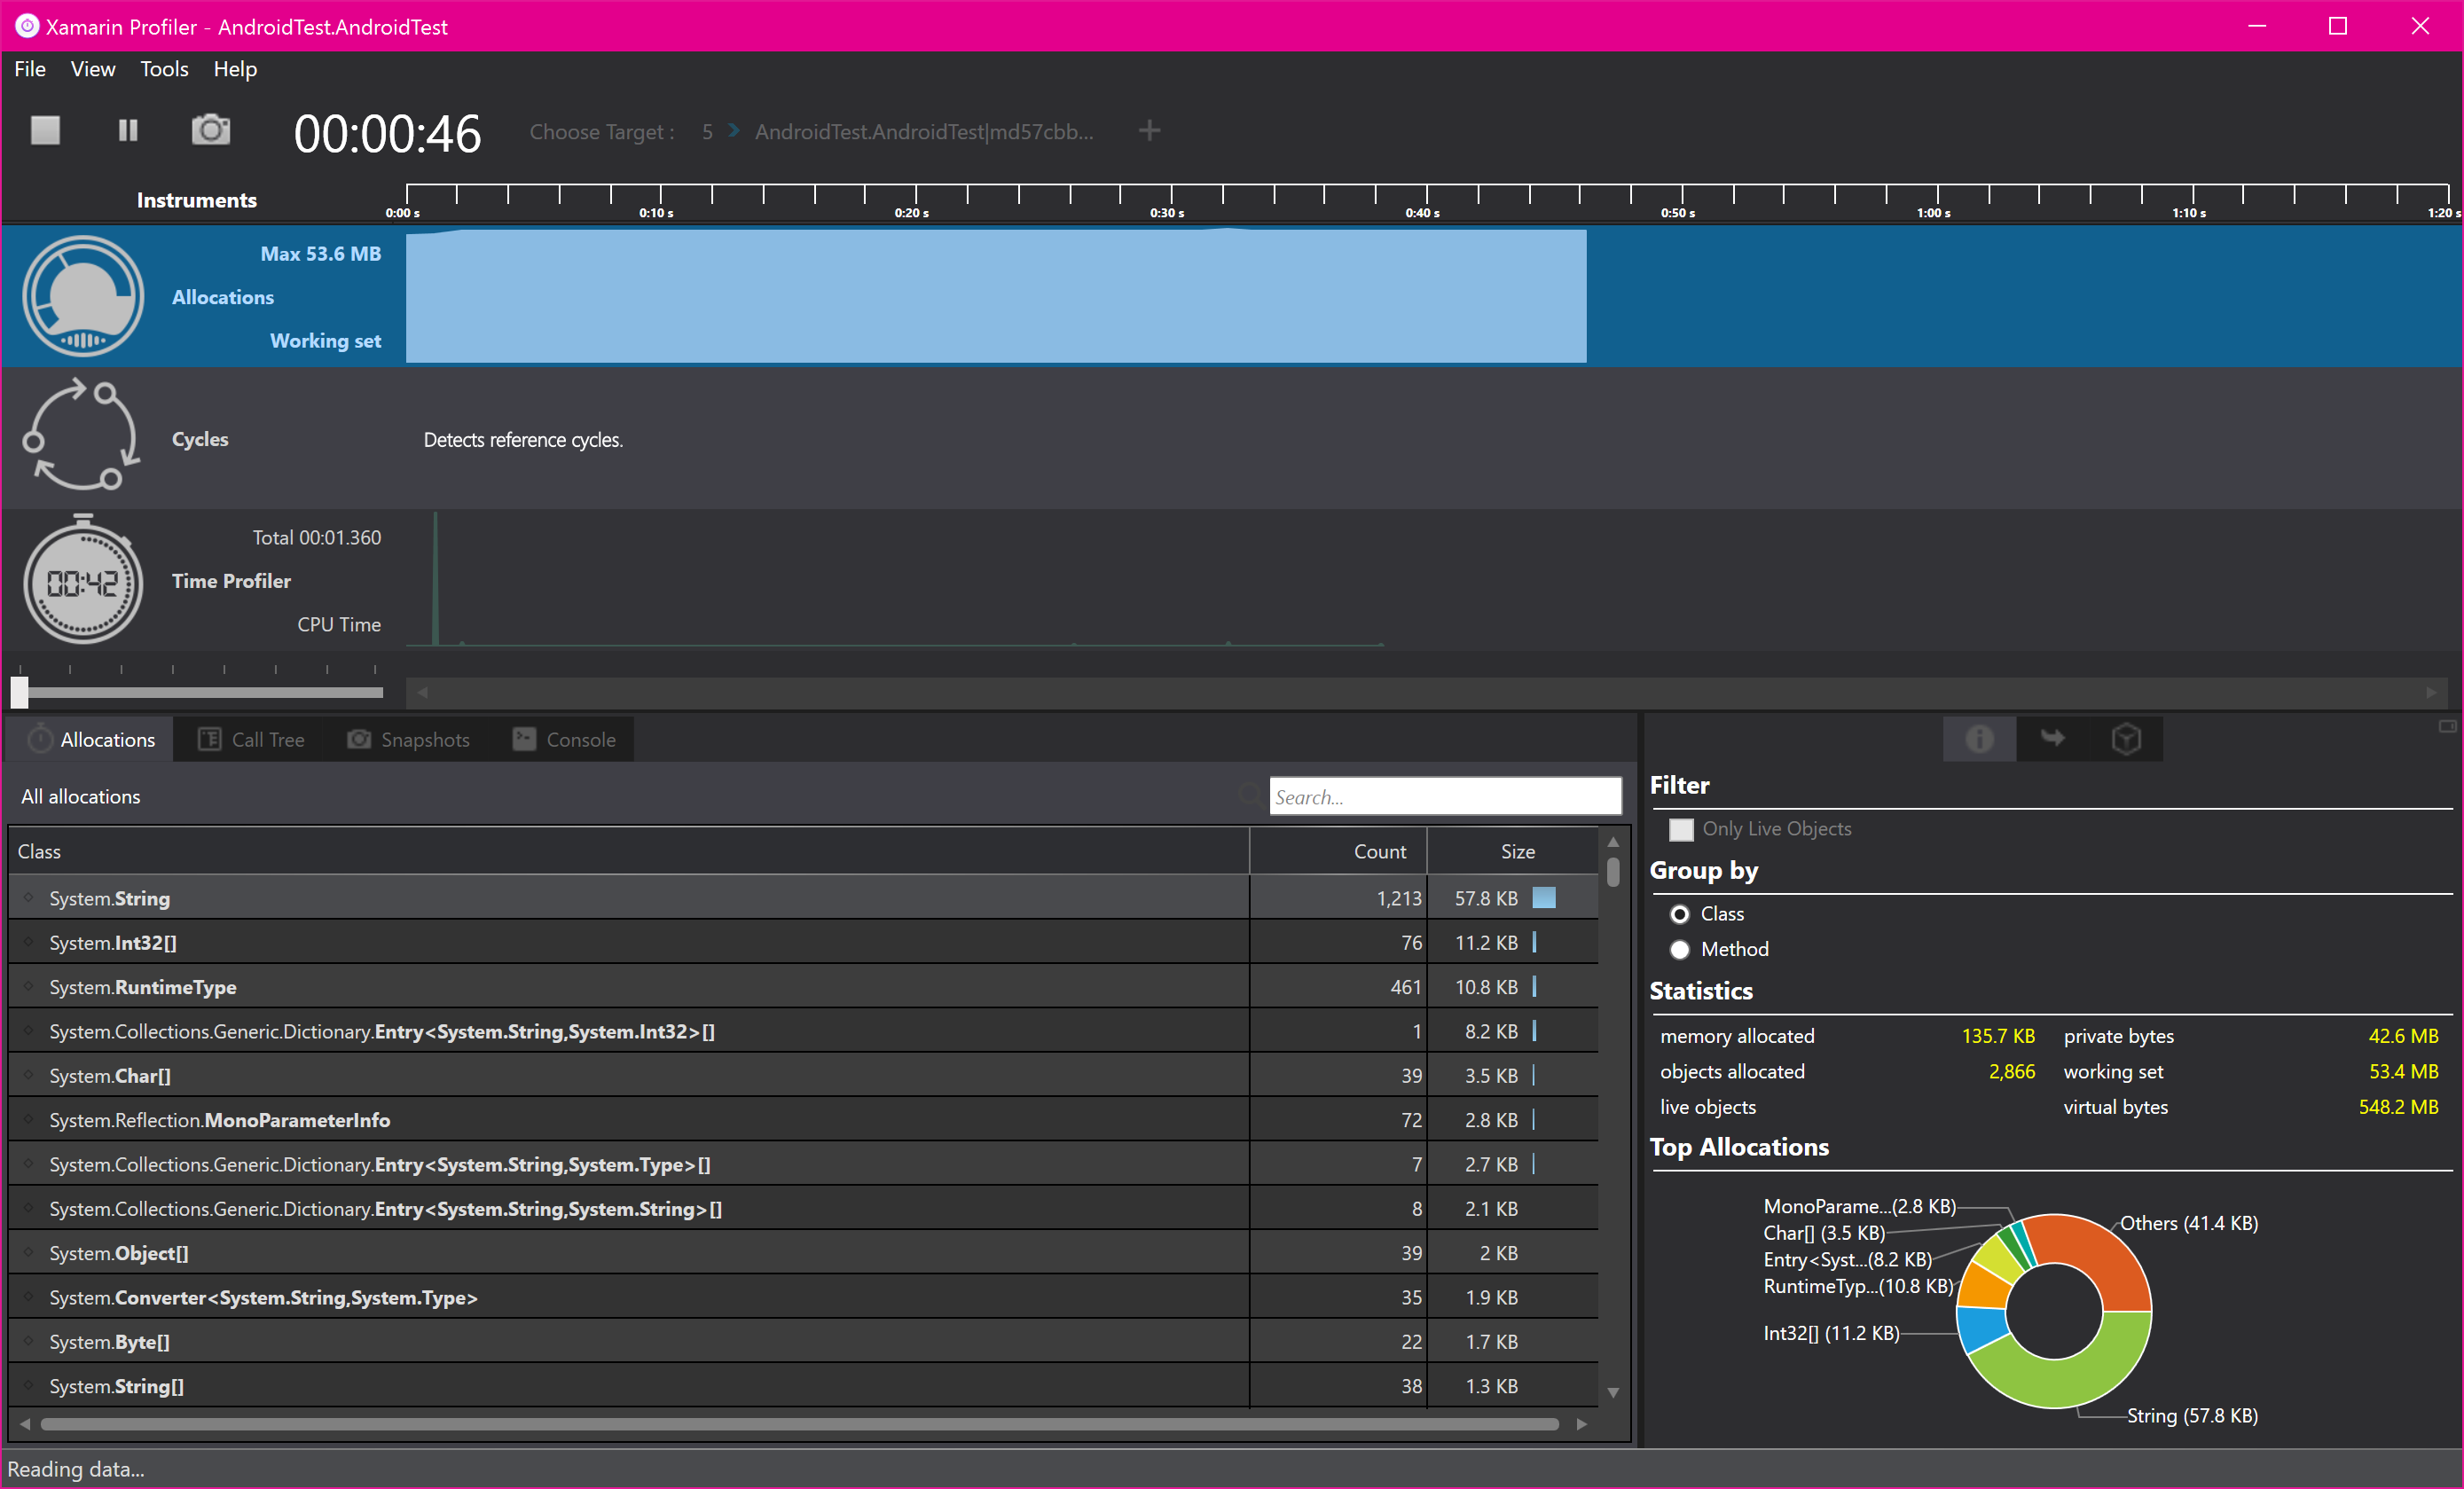 Xamarin Profiler - AndroidTest.AndroidTest
File View Tools Help
00:00:46 Choose Target : 5 AndroidTest.AndroidTest|md57cbb... +
Instruments
0:00 s 0:10 s 0:20 s 0:30 s 0:40 s 0:50 s 1:00 s 1:10 s 1:20 s
Max 53.6 MB
Allocations
Working set
Cycles Detects reference cycles.
Total 00:01.360
00:42 Time Profiler
CPU Time
Allocations Call Tree Snapshots Console
All allocations Search...
Class Count Size
System.String 1,213 57.8 KB
System.Int32[] 76 11.2 KB
System.RuntimeType 461 10.8 KB
System.Collections.Generic.Dictionary.Entry<System.String,System.Int32>[] 1 8.2 KB
System.Char[] 39 3.5 KB
System.Reflection.MonoParameterInfo 72 2.8 KB
System.Collections.Generic.Dictionary.Entry<System.String,System.Type>[] 7 2.7 KB
System.Collections.Generic.Dictionary.Entry<System.String,System.String>[] 8 2.1 KB
System.Object[] 39 2 KB
System.Converter<System.String,System.Type> 35 1.9 KB
System.Byte[] 22 1.7 KB
System.String[] 38 1.3 KB
Filter
Only Live Objects
Group by
Class
Method
Statistics
memory allocated 135.7 KB private bytes 42.6 MB
objects allocated 2,866 working set 53.4 MB
live objects virtual bytes 548.2 MB
Top Allocations
MonoParame...(2.8 KB)
Others (41.4 KB)
Char[] (3.5 KB)
Entry<Syst...(8.2 KB)
RuntimeTyp...(10.8 KB)
Int32[] (11.2 KB)
String (57.8 KB)
Reading data...